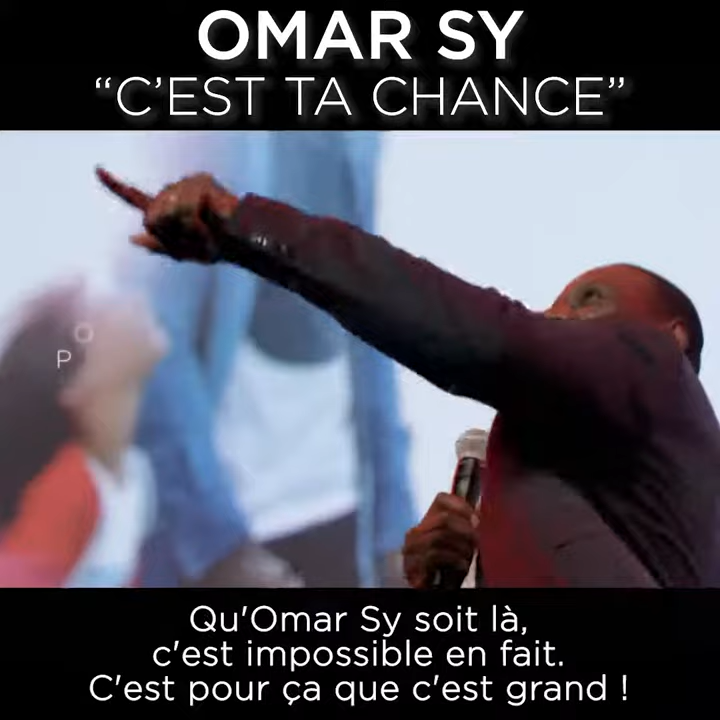 OMAR SY
“C’EST TA CHANCE”
O
P
Qu'Omar Sy soit là,
c'est impossible en fait.
C'est pour ça que c'est grand !